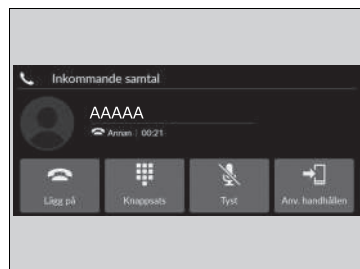 Inkommande samtal
AAAAA
Annan | 00:21
Lägg på
Knappsats
Tyst
Anv. handhållen